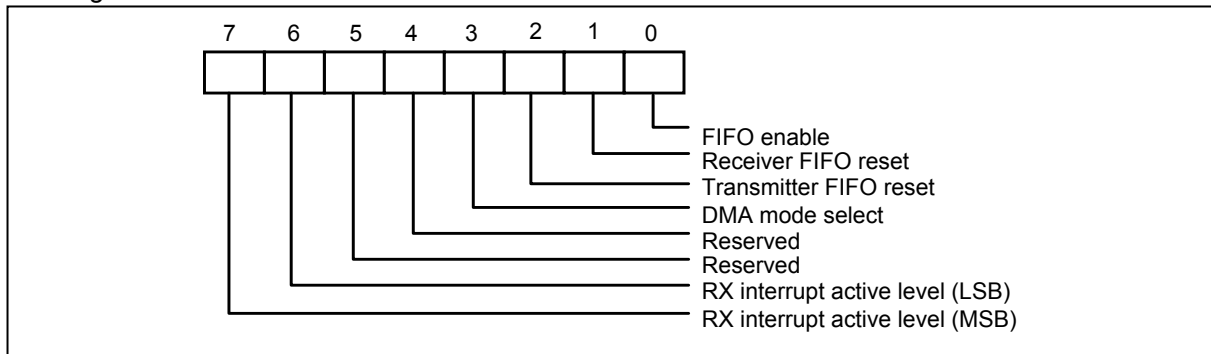 7 6 5 4 3 2 1 0
FIFO enable
Receiver FIFO reset
Transmitter FIFO reset
DMA mode select
Reserved
Reserved
RX interrupt active level (LSB)
RX interrupt active level (MSB)